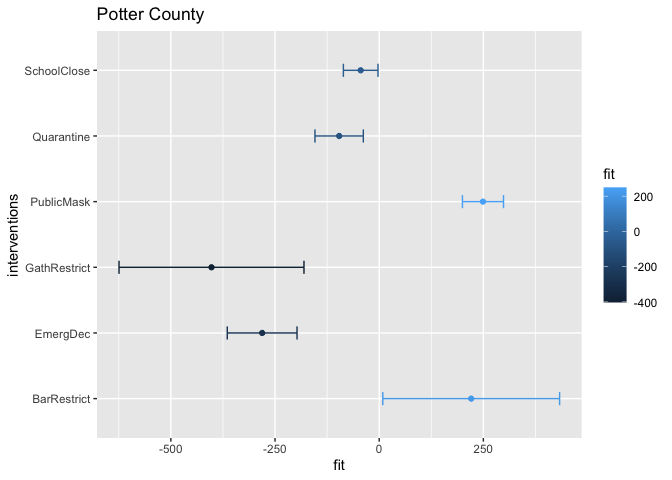 Potter County
SchoolClose
Quarantine
PublicMask
GathRestrict
EmergDec
BarRestrict
interventions
-500 -250 0 250
fit
fit
200
0
-200
-400